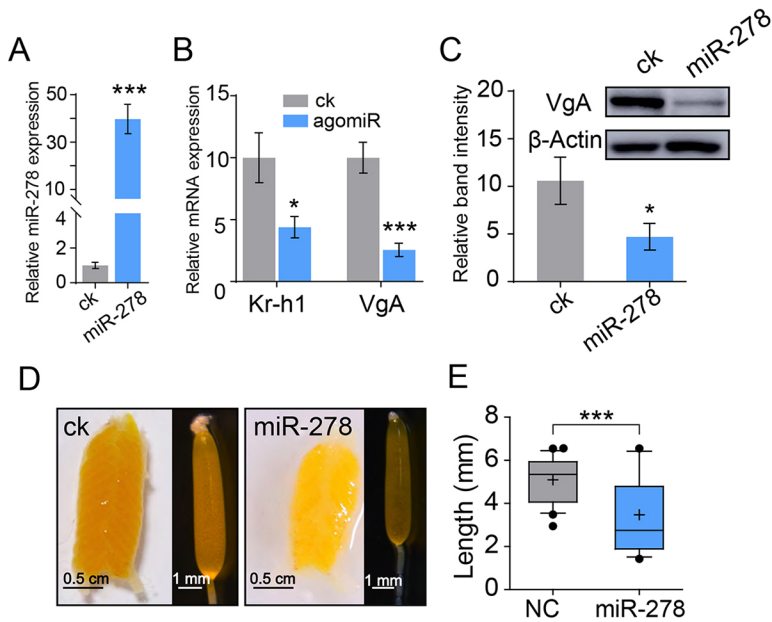 A
Relative miR-278 expression
50
40
30
10
4
2
1
0
***
ck
miR-278
B
Relative mRNA expression
15
10
5
0
ck
agomiR
*
***
Kr-h1
VgA
C
Relative band intensity
20
15
10
5
0
ck
miR-278
VgA
β-Actin
*
ck
miR-278
D
ck
0.5 cm
1 mm
miR-278
0.5 cm
1 mm
E
Length (mm)
8
6
4
2
0
***
NC
miR-278